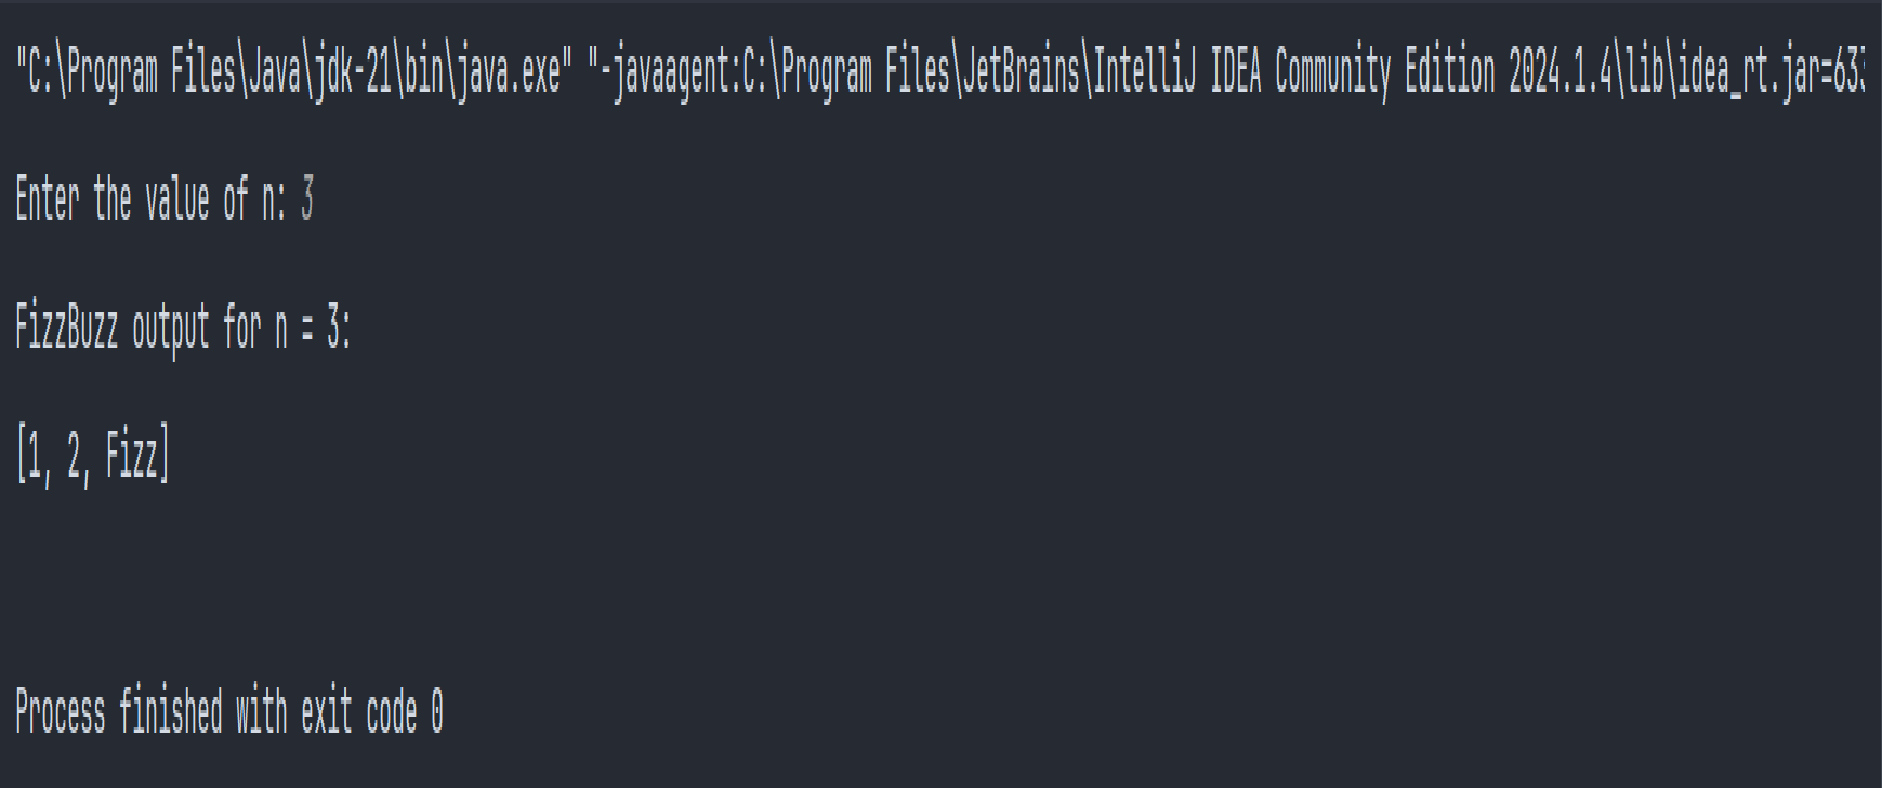 "C:\Program Files\Java\jdk-21\bin\java.exe" "-javaagent:C:\Program Files\JetBrains\IntelliJ IDEA Community Edition 2024.1.4\lib\idea_rt.jar=633
Enter the value of n: 3
FizzBuzz output for n = 3:
[1, 2, Fizz]
Process finished with exit code 0